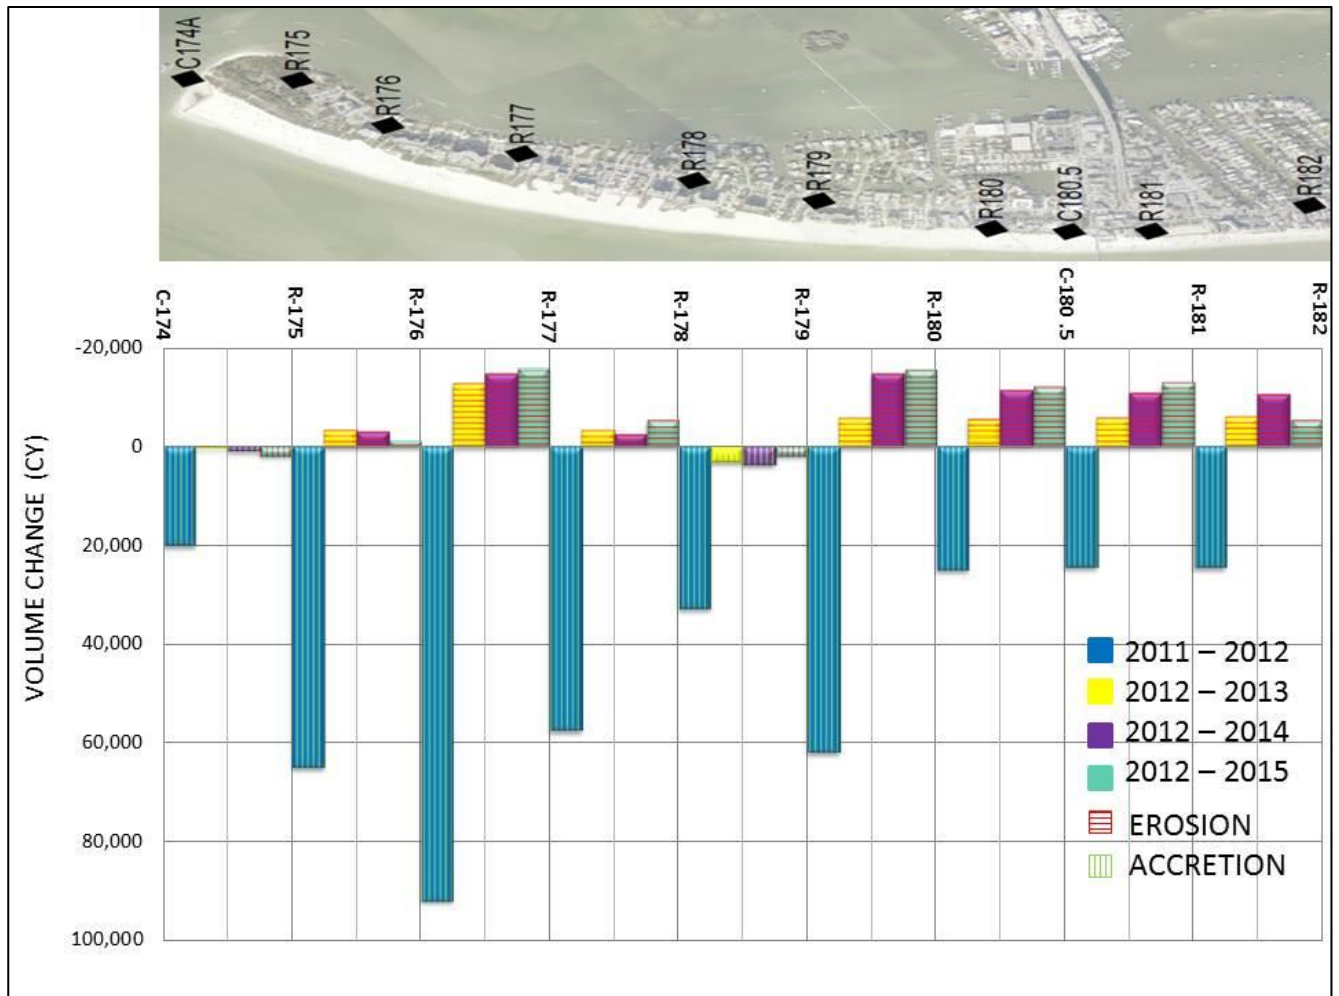 C174A
R175
R176
R177
R178
R179
R180
C180.5
R181
R182
C-174
R-175
R-176
R-177
R-178
R-179
R-180
C-180 .5
R-181
R-182
VOLUME CHANGE (CY)
-20,000
0
20,000
40,000
60,000
80,000
100,000
2011 – 2012
2012 – 2013
2012 – 2014
2012 – 2015
EROSION
ACCRETION